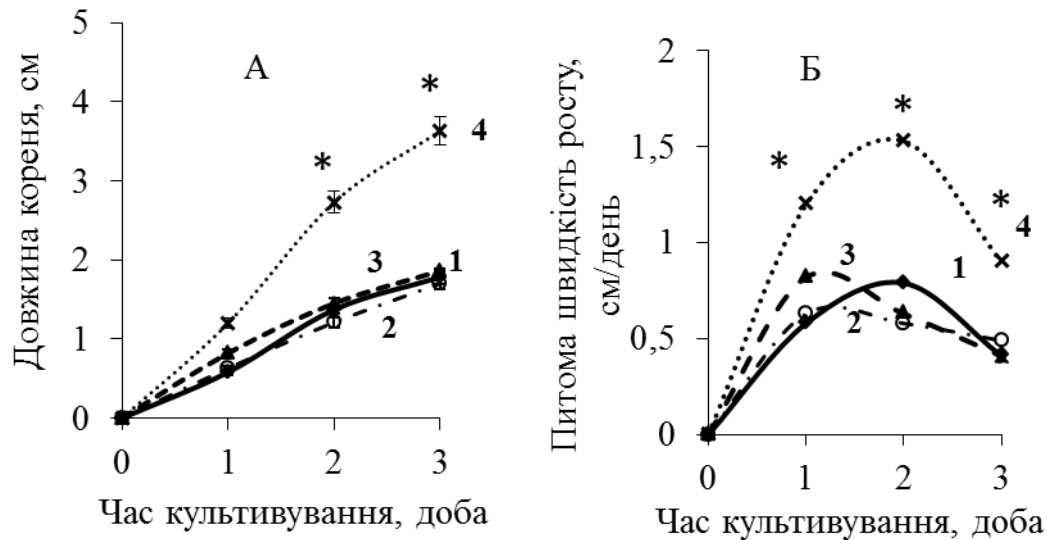 Довжина кореня, см
А
5
4
3
2
1
0
0 1 2 3
*
*
4
3
1
2
Час культивування, доба
Питома швидкість росту,
см/день
Б
2
1,5
1
0,5
0
0 1 2 3
*
*
*
4
3
1
2
Час культивування, доба